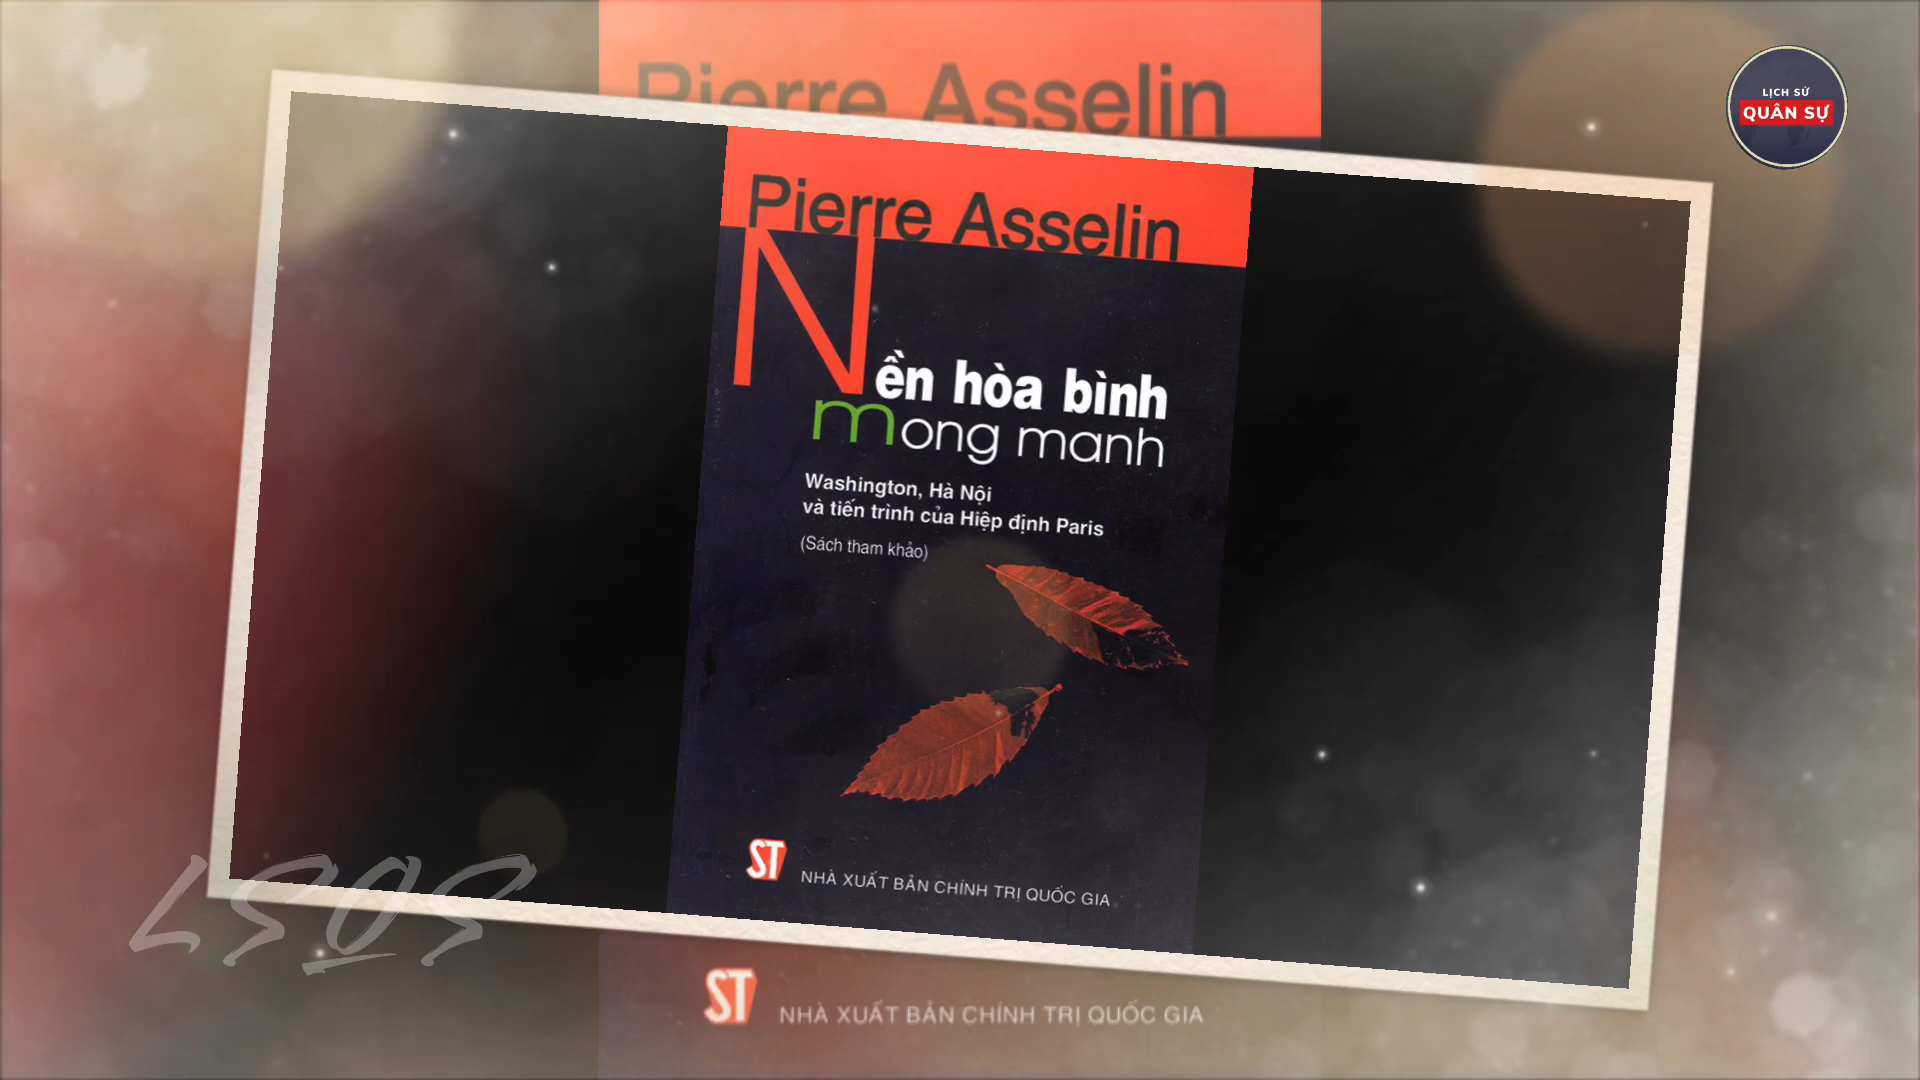 Pierre Asselin
LỊCH SỬ
QUÂN SỰ
Pierre Asselin
Nền hòa bình
mong manh
Washington, Hà Nội
và tiến trình của Hiệp định Paris
(Sách tham khảo)
ST
NHÀ XUẤT BẢN CHÍNH TRỊ QUỐC GIA
LSQS
ST
NHÀ XUẤT BẢN CHÍNH TRỊ QUỐC GIA